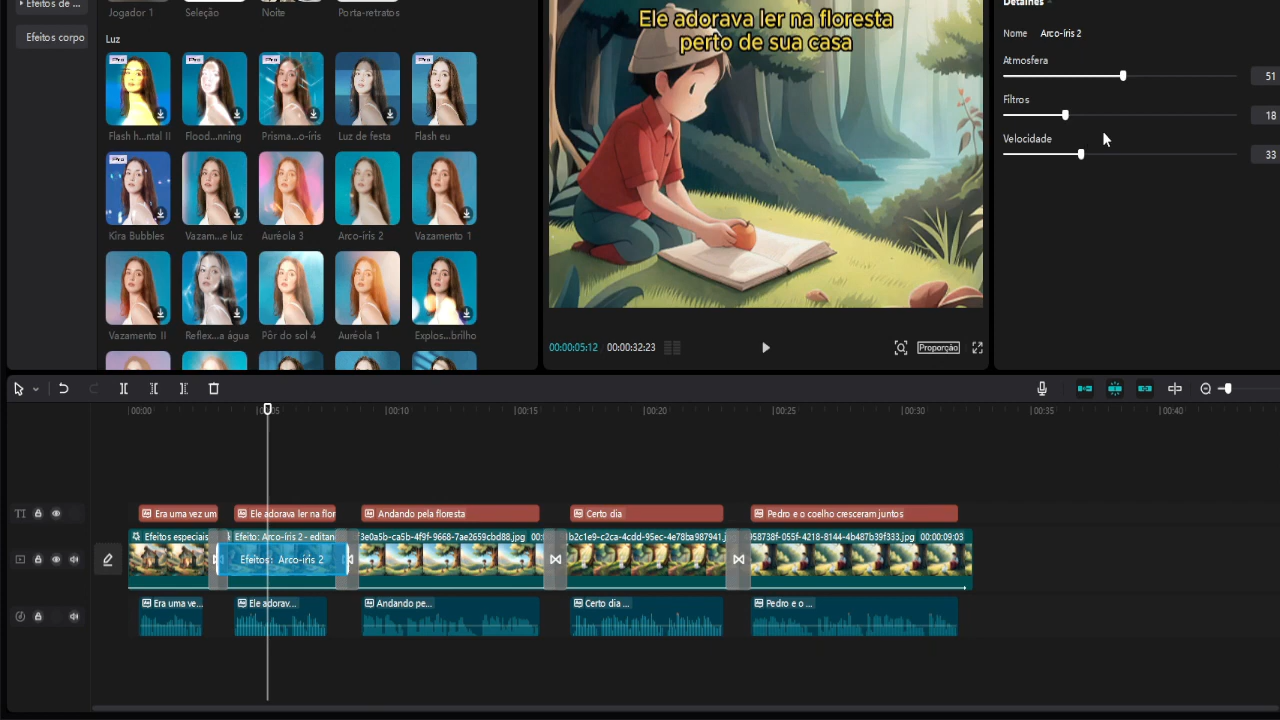 Efeitos de ...
Efeitos corpo
Jogador 1
Seleção
Noite
Porta-retratos
Luz
Pro
Pro
Pro
Pro
Flash h...ntal II
Flood...nning
Prisma...o-íris
Luz de festa
Flash eu
Pro
Kira Bubbles
Vazam...e luz
Auréola 3
Arco-íris 2
Vazamento 1
Vazamento II
Reflex...a água
Pôr do sol 4
Auréola 1
Explos...brilho
Ele adorava ler na floresta
perto de sua casa
00:00:05:12
00:00:32:23
Proporção
Detalhes
Nome
Arco-íris 2
Atmosfera
51
Filtros
18
Velocidade
33
00:00
00:05
00:10
00:15
00:20
00:25
00:30
00:35
00:40
TI
Era uma vez um
Ele adorava ler na flor
Andando pela floresta
Certo dia
Pedro e o coelho cresceram juntos
Efeitos especiais
Efeito: Arco-íris 2 - editan
3e0a5b-ca5b-4f9f-9668-7ae2659cbd88.jpg
00:
b2c1e9-c2ca-4cdd-95ec-4e78ba987941.j
958738f-055f-4218-8144-4b487b39f333.jpg
00:00:09:03
Efeitos: Arco-íris 2
Era uma ve...
Ele adorav...
Andando pe...
Certo dia ...
Pedro e o ...